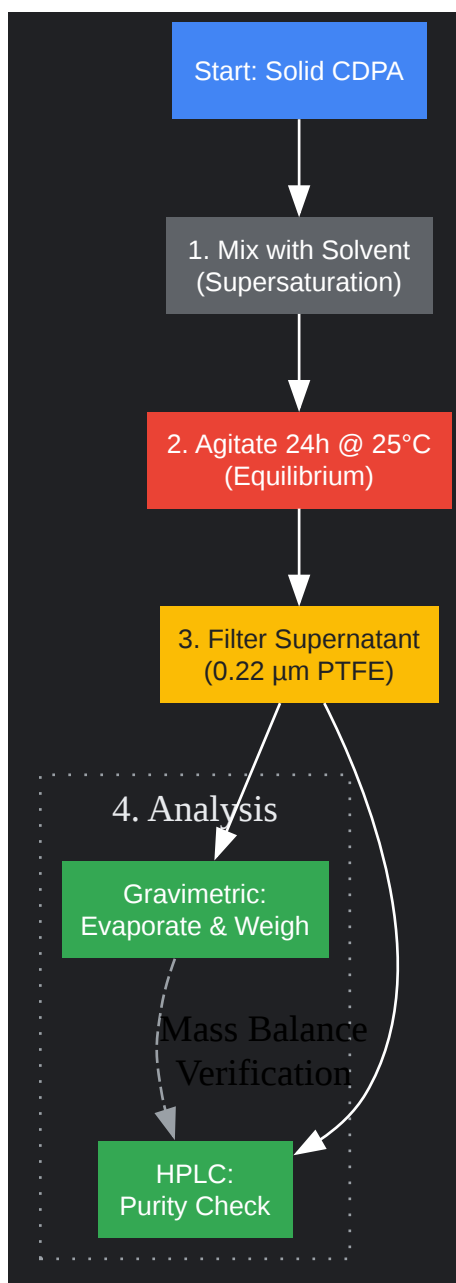 Start: Solid CDPA
1. Mix with Solvent
(Supersaturation)
2. Agitate 24h @ 25°C
(Equilibrium)
3. Filter Supernatant
(0.22 µm PTFE)
4. Analysis
Gravimetric:
Evaporate & Weigh
Mass Balance
Verification
HPLC:
Purity Check